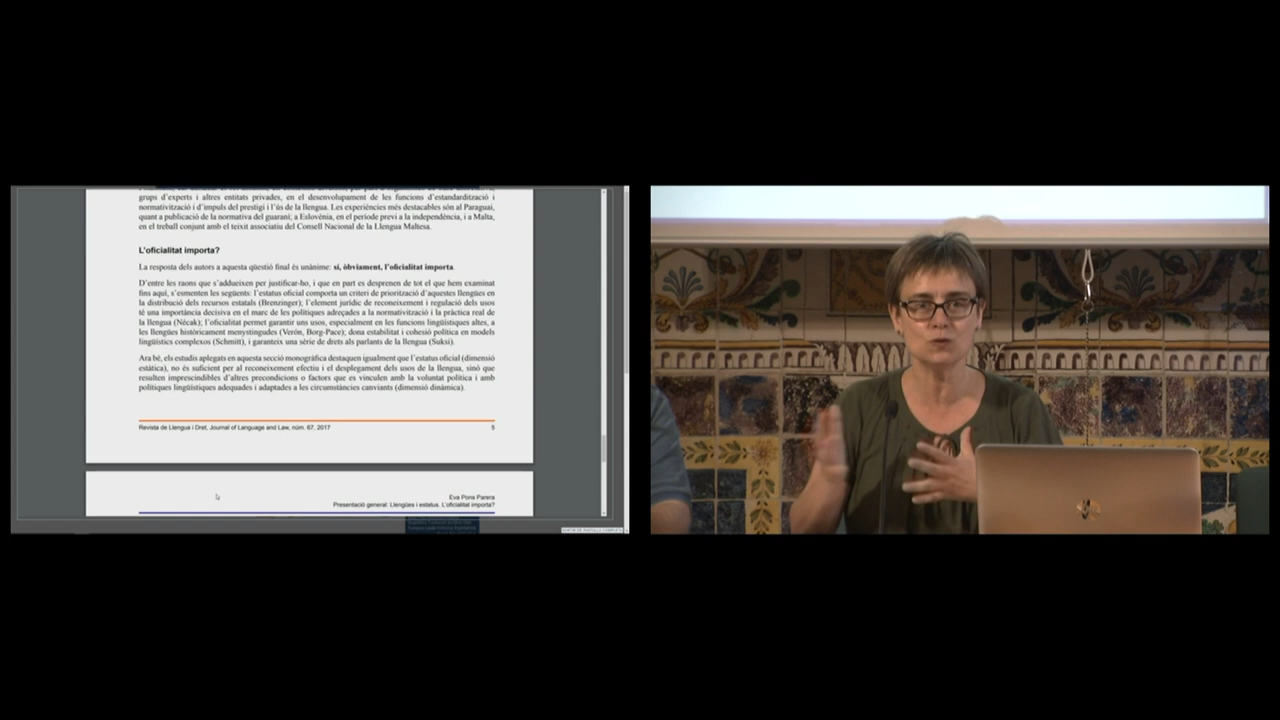 grups d'experts i altres entitats privades, en el desenvolupament de les funcions d'estandardització i
normativització i d'impuls del prestigi i l'ús de la llengua. Les experiències més destacables són al Paraguai,
quant a publicació de la normativa del guaraní; a Eslovènia, en el període previ a la independència, i a Malta,
en el treball conjunt amb el teixit associatiu del Consell Nacional de la Llengua Maltesa.
L'oficialitat importa?
La resposta dels autors a aquesta qüestió final és unànime: sí, òbviament, l'oficialitat importa.
D'entre les raons que s'addueixen per justificar-ho, i que en part es desprenen de tot el que hem examinat
fins aquí, s'esmenten les següents: l'estatus oficial comporta un criteri de priorització d'aquestes llengües en
la distribució dels recursos estatals (Brenzinger); l'element jurídic de reconeixement i regulació dels usos
té una importància decisiva en el marc de les polítiques adreçades a la normativització i la pràctica real de
la llengua (Nécak); l'oficialitat permet garantir uns usos, especialment en les funcions lingüístiques altes, a
les llengües històricament menystingudes (Verón, Borg-Pace); dona estabilitat i cohesió política en models
lingüístics complexos (Schmitt), i garanteix una sèrie de drets als parlants de la llengua (Suksi).
Ara bé, els estudis aplegats en aquesta secció monogràfica destaquen igualment que l'estatus oficial (dimensió
estàtica), no és suficient per al reconeixement efectiu i el desplegament dels usos de la llengua, sinó que
resulten imprescindibles d'altres precondicions o factors que es vinculen amb la voluntat política i amb
polítiques lingüístiques adequades i adaptades a les circumstàncies canviants (dimensió dinàmica).
Revista de Llengua i Dret, Journal of Language and Law, núm. 67, 2017 5
Eva Pons Parera
Presentació general: Llengües i estatus. L'oficialitat importa?